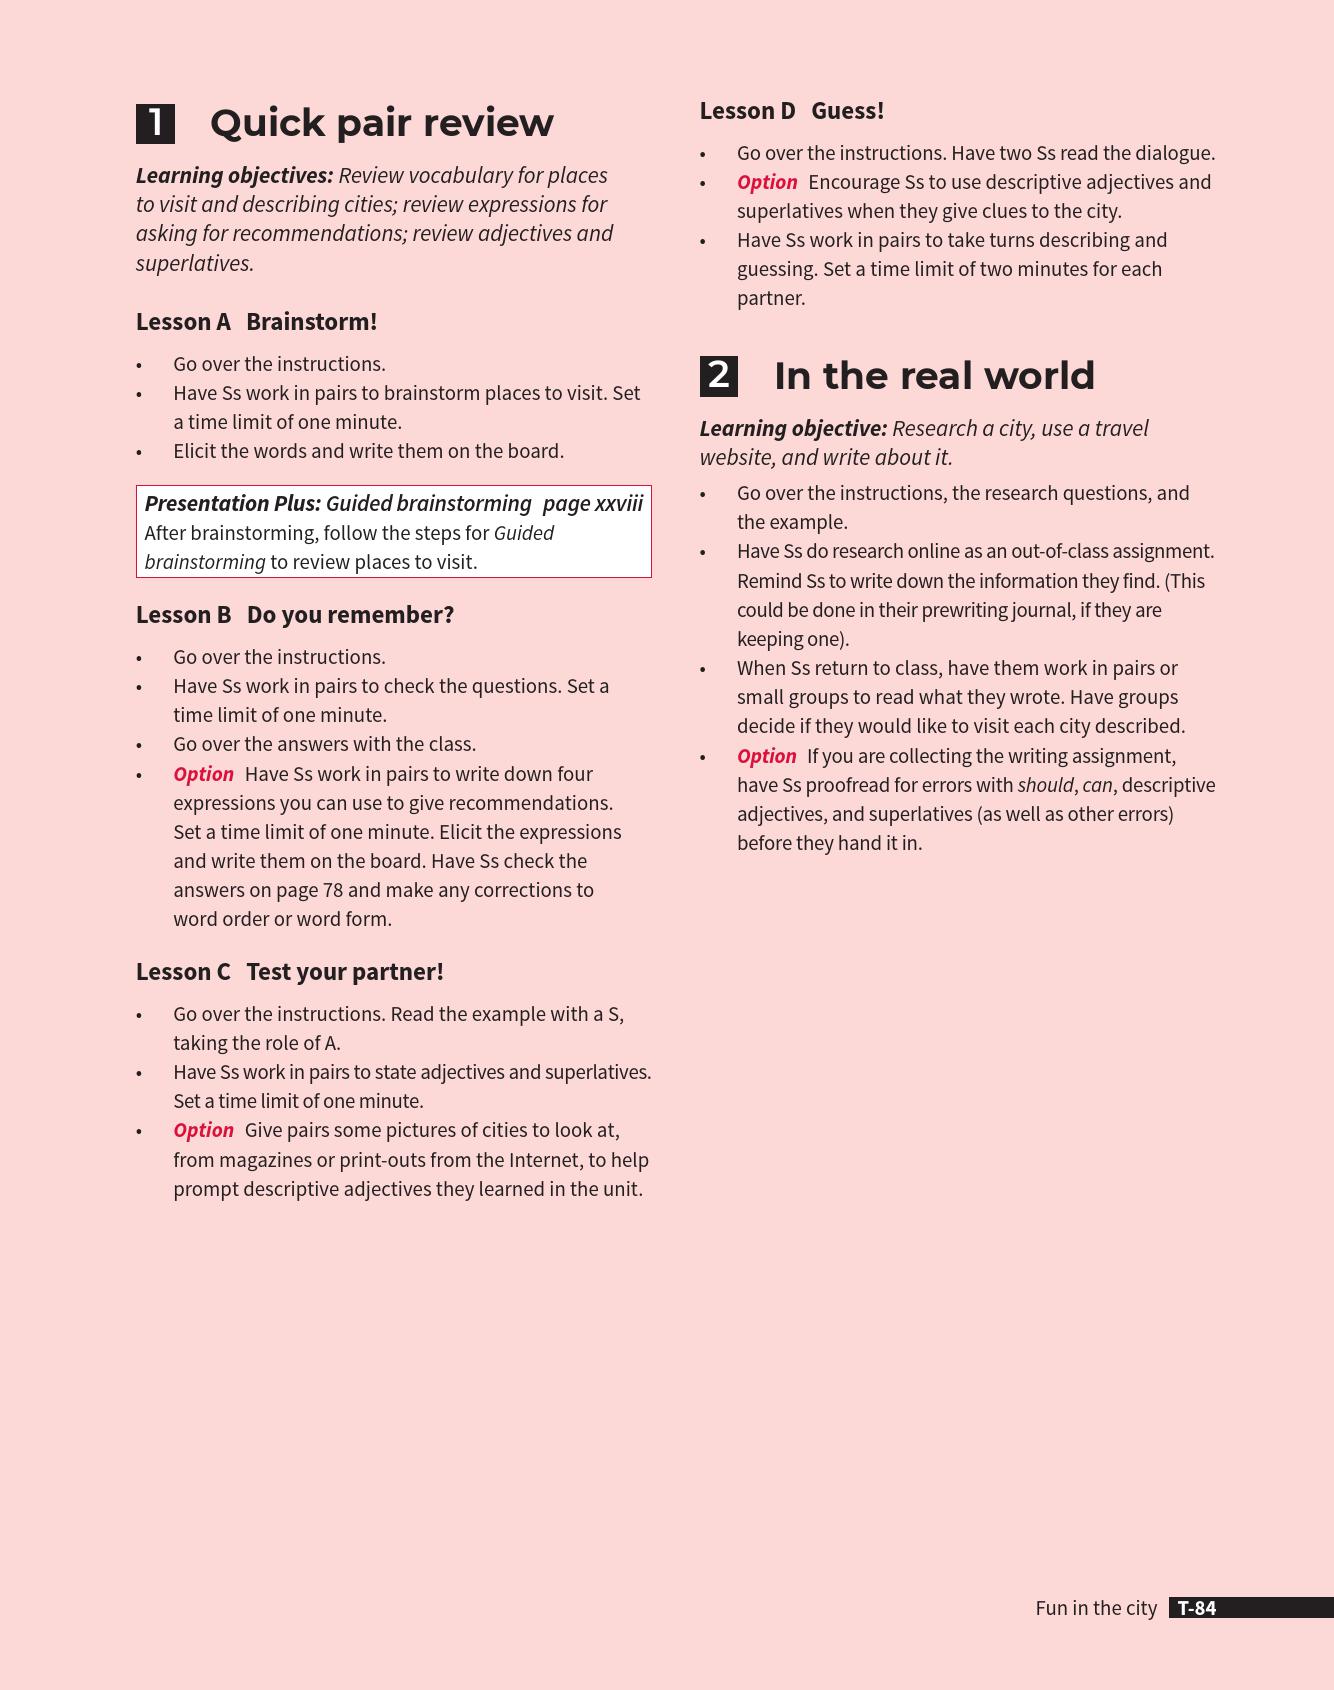 1 Quick pair review
Learning objectives: Review vocabulary for places
to visit and describing cities; review expressions for
asking for recommendations; review adjectives and
superlatives.
Lesson A Brainstorm!
• Go over the instructions.
• Have Ss work in pairs to brainstorm places to visit. Set
a time limit of one minute.
• Elicit the words and write them on the board.
Presentation Plus: Guided brainstorming page xxviii
After brainstorming, follow the steps for Guided
brainstorming to review places to visit.
Lesson B Do you remember?
• Go over the instructions.
• Have Ss work in pairs to check the questions. Set a
time limit of one minute.
• Go over the answers with the class.
• Option Have Ss work in pairs to write down four
expressions you can use to give recommendations.
Set a time limit of one minute. Elicit the expressions
and write them on the board. Have Ss check the
answers on page 78 and make any corrections to
word order or word form.
Lesson C Test your partner!
• Go over the instructions. Read the example with a S,
taking the role of A.
• Have Ss work in pairs to state adjectives and superlatives.
Set a time limit of one minute.
• Option Give pairs some pictures of cities to look at,
from magazines or print-outs from the Internet, to help
prompt descriptive adjectives they learned in the unit.
Lesson D Guess!
• Go over the instructions. Have two Ss read the dialogue.
• Option Encourage Ss to use descriptive adjectives and
superlatives when they give clues to the city.
• Have Ss work in pairs to take turns describing and
guessing. Set a time limit of two minutes for each
partner.
2 In the real world
Learning objective: Research a city, use a travel
website, and write about it.
• Go over the instructions, the research questions, and
the example.
• Have Ss do research online as an out-of-class assignment.
Remind Ss to write down the information they find. (This
could be done in their prewriting journal, if they are
keeping one).
• When Ss return to class, have them work in pairs or
small groups to read what they wrote. Have groups
decide if they would like to visit each city described.
• Option If you are collecting the writing assignment,
have Ss proofread for errors with should, can, descriptive
adjectives, and superlatives (as well as other errors)
before they hand it in.
Fun in the city T-84